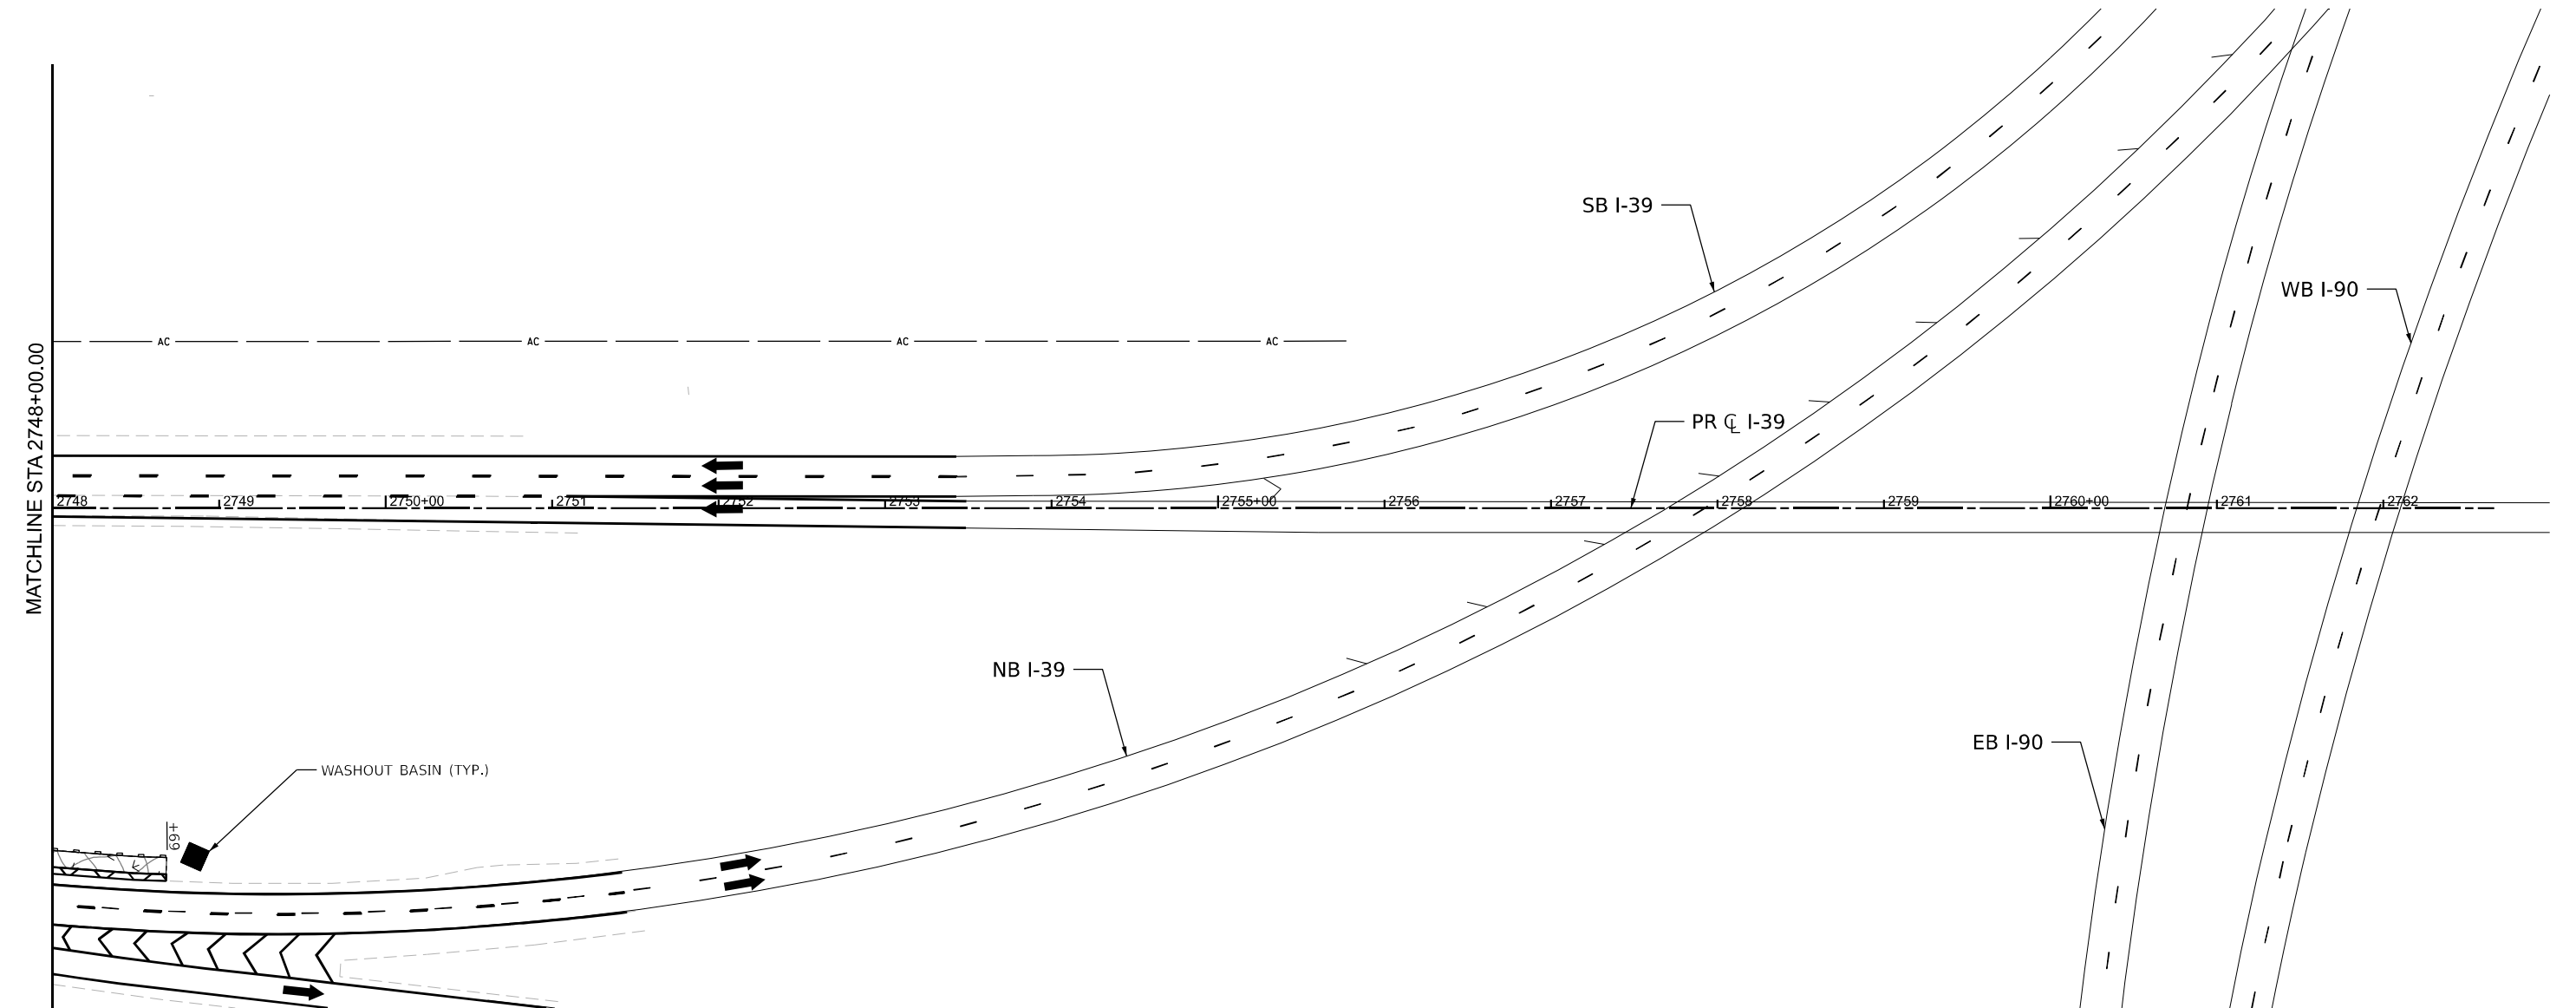 SB I-39
WB I-90
AC AC AC AC
MATCHLINE STA 2748+00.00
PR ℄ I-39
2748 2749 2750+00 2751 2752 2753 2754 2755+00 2756 2757 2758 2759 2760+00 2761 2762
NB I-39
EB I-90
WASHOUT BASIN (TYP.)
+69